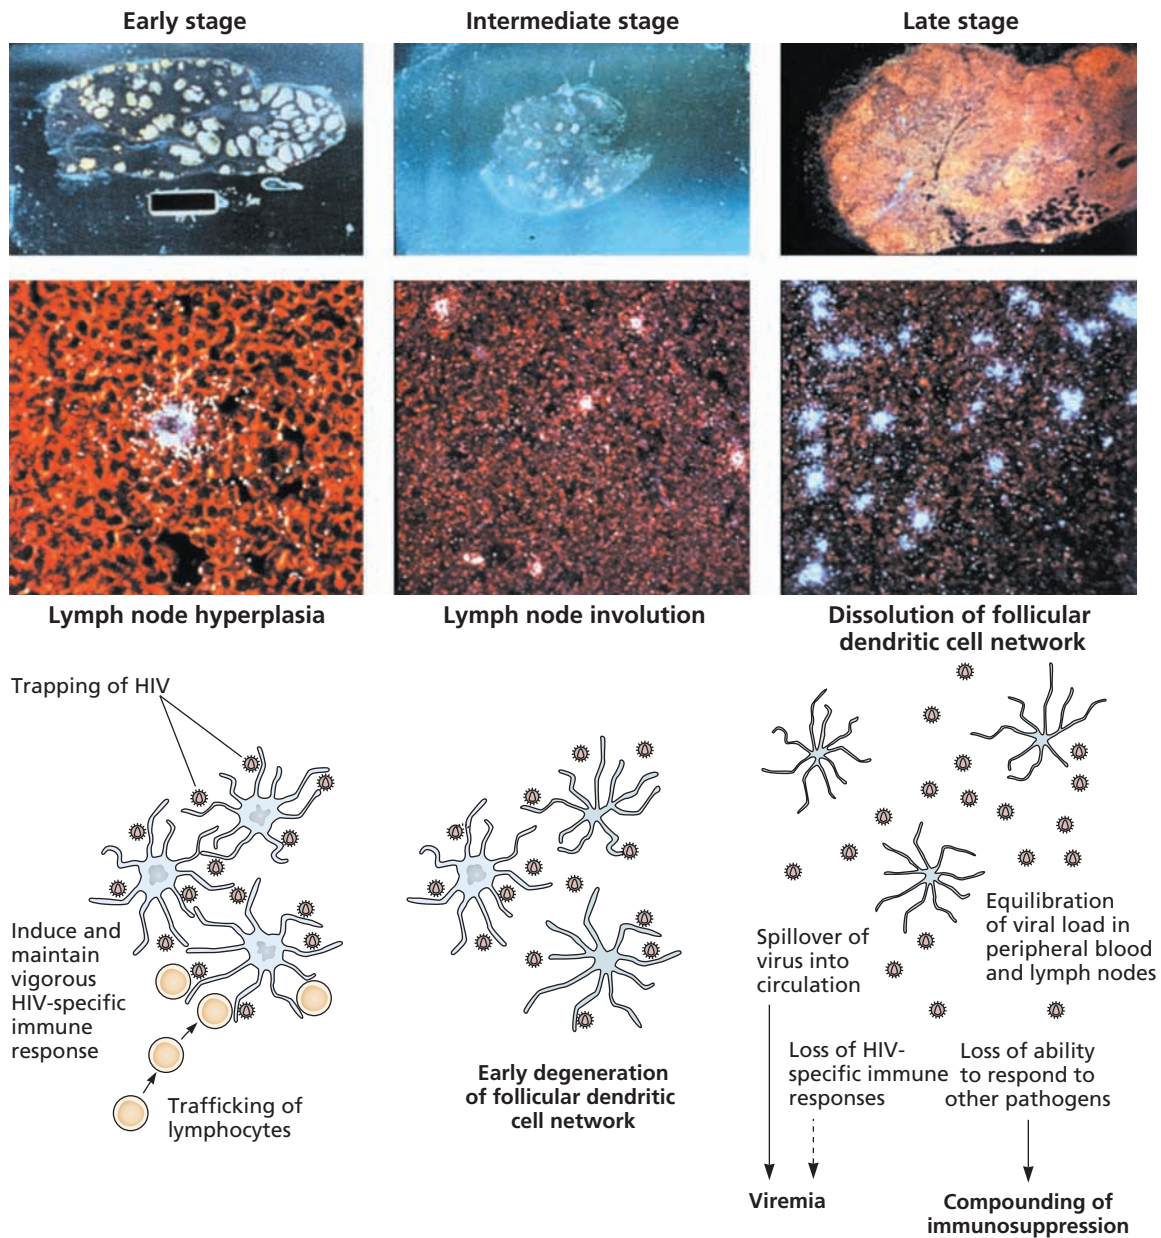 Early stage
Intermediate stage
Late stage
Lymph node hyperplasia
Lymph node involution
Dissolution of follicular
dendritic cell network
Trapping of HIV
Induce and
maintain
vigorous
HIV-specific
immune
response
Trafficking of
lymphocytes
Early degeneration
of follicular dendritic
cell network
Spillover of
virus into
circulation
Equilibration
of viral load in
peripheral blood
and lymph nodes
Loss of HIV-
specific immune
responses
Loss of ability
to respond to
other pathogens
Viremia
Compounding of
immunosuppression